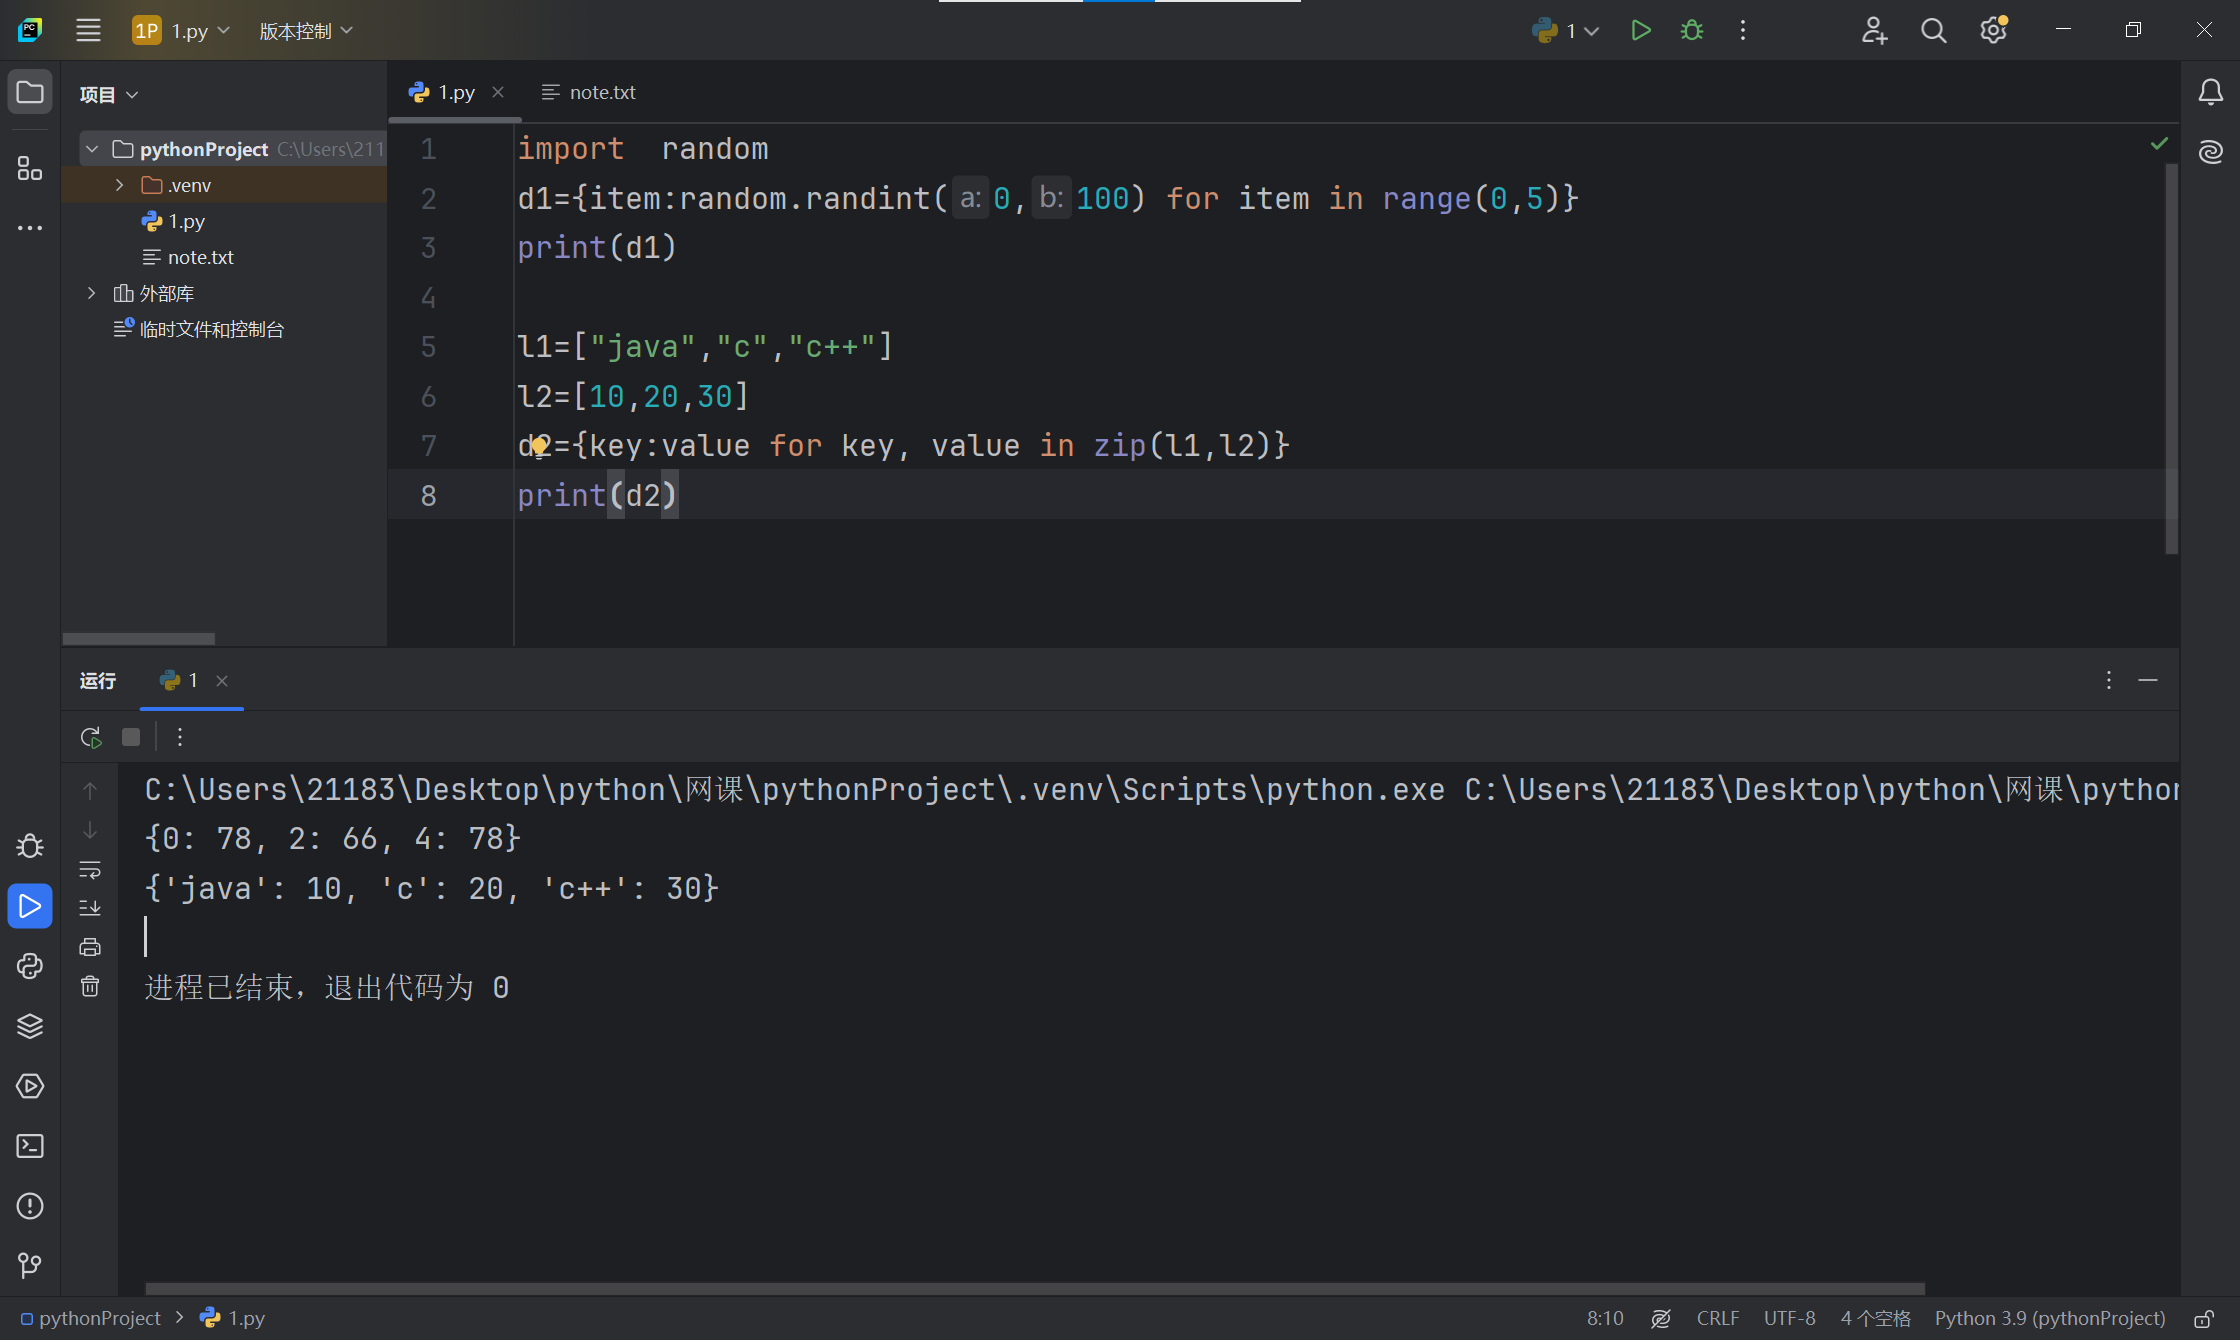 PC
1P 1.py 版本控制
1
项目
1.py
note.txt
pythonProject C:\Users\211
.venv
1.py
note.txt
外部库
临时文件和控制台
1 import  random
2 d1={item:random.randint( a: 0, b: 100) for item in range(0,5)}
3 print(d1)
4
5 l1=["java","c","c++"]
6 l2=[10,20,30]
7 d2={key:value for key, value in zip(l1,l2)}
8 print(d2)
运行 1
C:\Users\21183\Desktop\python\网课\pythonProject\.venv\Scripts\python.exe C:\Users\21183\Desktop\python\网课\python
{0: 78, 2: 66, 4: 78}
{'java': 10, 'c': 20, 'c++': 30}
进程已结束，退出代码为 0
pythonProject 1.py
8:10 CRLF UTF-8 4 个空格 Python 3.9 (pythonProject)